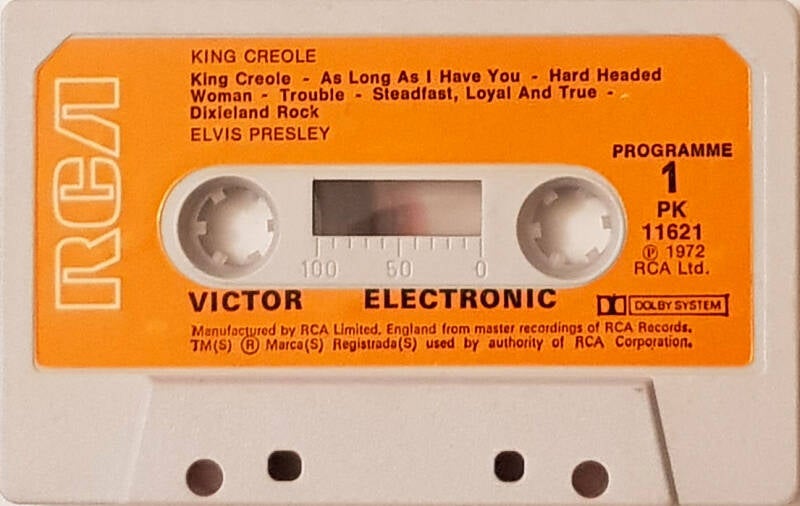 RCA
KING CREOLE
King Creole - As Long As I Have You - Hard Headed
Woman - Trouble - Steadfast, Loyal And True -
Dixieland Rock
ELVIS PRESLEY
PROGRAMME
1
PK
11621
℗ 1972
RCA Ltd.
100 50 0
VICTOR ELECTRONIC
DOLBY SYSTEM
Manufactured by RCA Limited, England from master recordings of RCA Records.
TM(S) ® Marca(S) Registrada(S) used by authority of RCA Corporation.